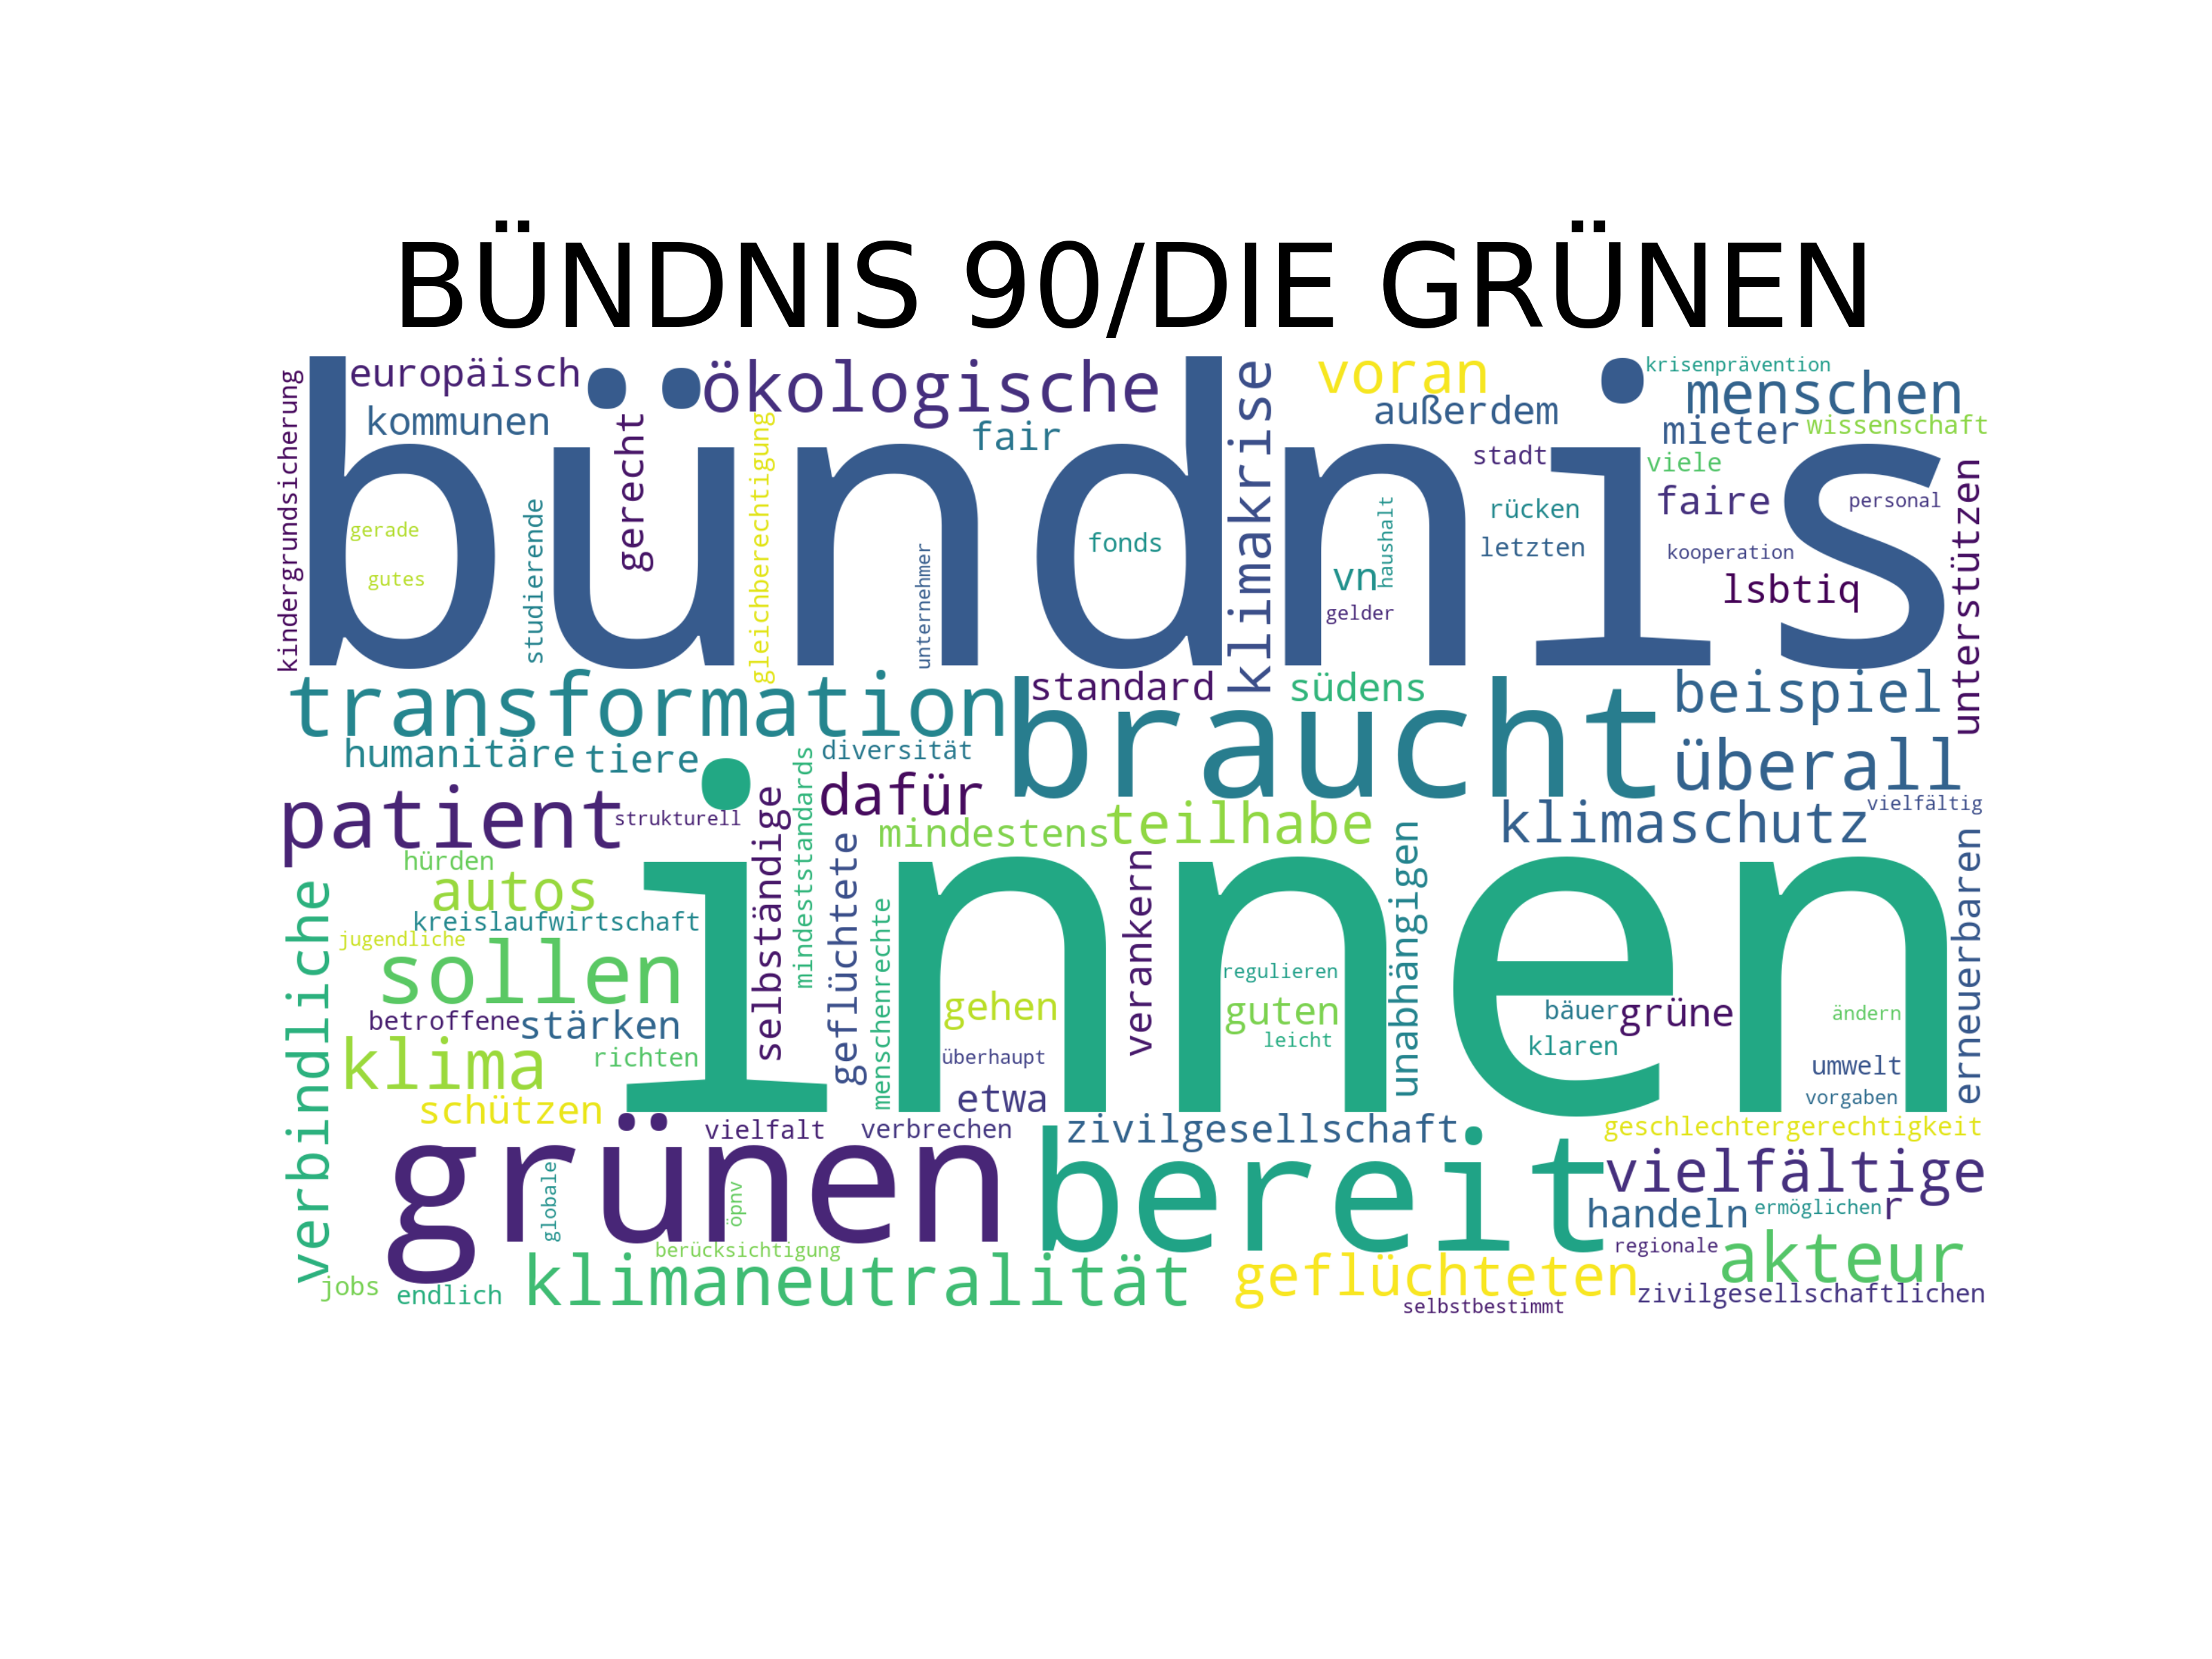 BÜNDNIS 90/DIE GRÜNEN
bündnis
europäisch
ökologische
voran
krisenprävention
menschen
kommunen
fair
außerdem
mieter
wissenschaft
kindergrundsicherung
gerecht
gleichberechtigung
klimakrise
stadt
viele
gerade
gutes
studierende
unternehmer
fonds
vn
haushalt
gelder
rücken
letzten
faire
personal
kooperation
lsbtiq
unterstützen
transformation
standard
südens
braucht
beispiel
humanitäre
tiere
diversität
überall
patient
strukturell
selbständige
mindeststandards
dafür
mindestens
teilhabe
klimaschutz
vielfältig
innen
hürden
autos
kreislaufwirtschaft
jugendliche
verbindliche
sollen
geflüchtete
menschenrechte
verankern
unabhängigen
erneuerbaren
betroffene
stärken
klima
richten
schützen
gehen
überhaupt
etwa
regulieren
guten
leicht
bäuer
grüne
klaren
ändern
umwelt
vorgaben
grünen
vielfalt
verbrechen
zivilgesellschaft
geschlechtergerechtigkeit
bereit
vielfältige
globale
öpnv
handeln
ermöglichen
r
berücksichtigung
regionale
akteur
jobs
endlich
klimaneutralität
geflüchteten
selbstbestimmt
zivilgesellschaftlichen